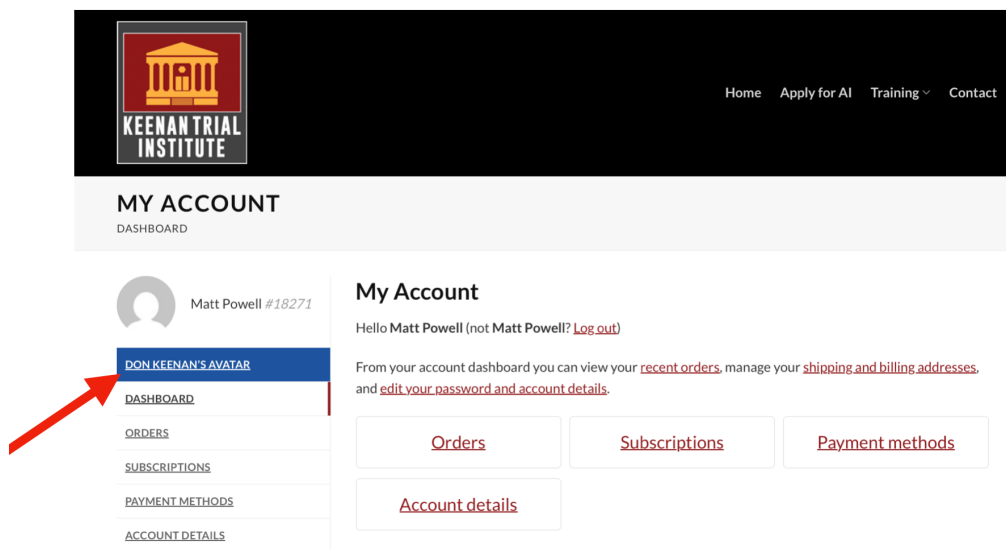 KEENAN TRIAL
INSTITUTE
Home Apply for AI Training Contact
MY ACCOUNT
DASHBOARD
Matt Powell #18271
DON KEENAN'S AVATAR
DASHBOARD
ORDERS
SUBSCRIPTIONS
PAYMENT METHODS
ACCOUNT DETAILS
My Account
Hello Matt Powell (not Matt Powell? Log out)
From your account dashboard you can view your recent orders, manage your shipping and billing addresses,
and edit your password and account details.
Orders
Subscriptions
Payment methods
Account details